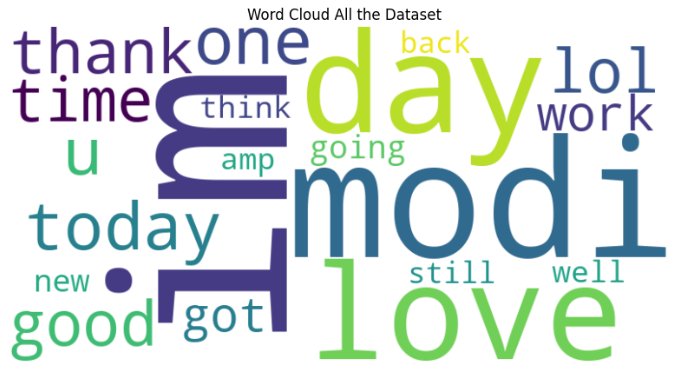 Word Cloud All the Dataset
thank
one
day
back
lol
time
think
work
u
amp
going
im
modi
today
new
got
still
well
good
love